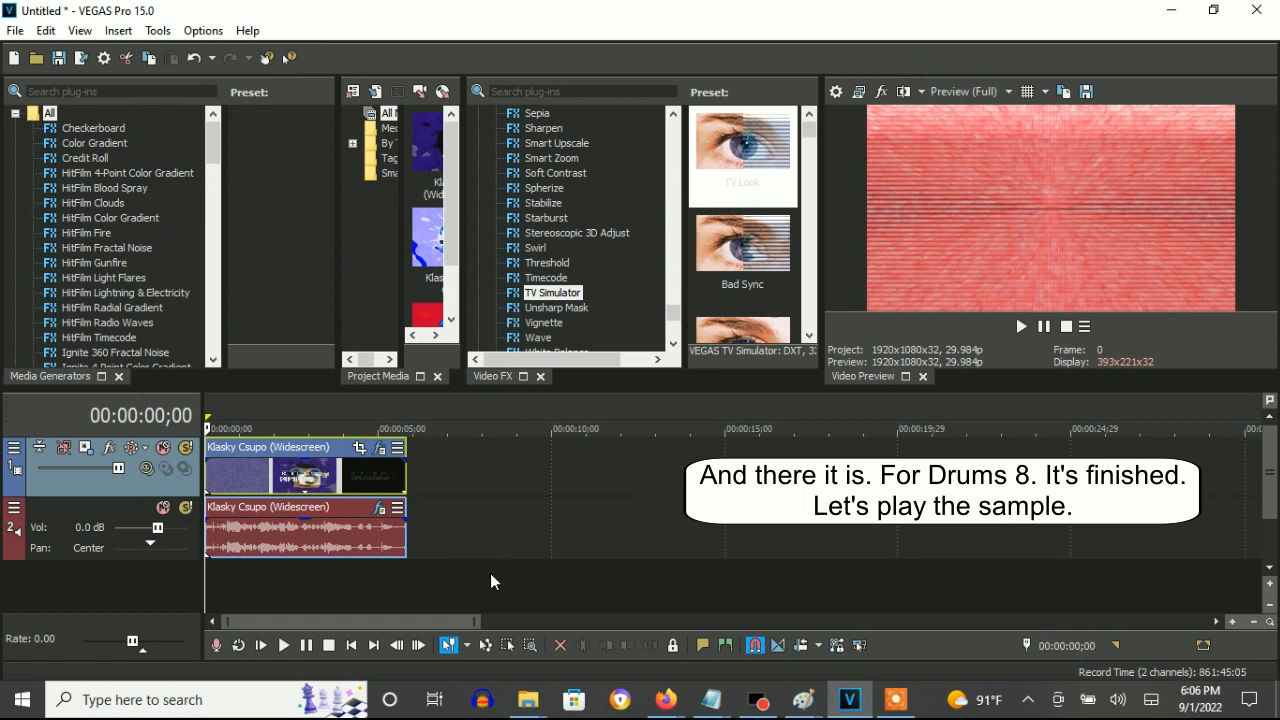 Untitled * - VEGAS Pro 15.0
File Edit View Insert Tools Options Help
Search plug-ins
Preset:
All
Checkerboard
Color Gradient
Credit Roll
HitFilm 4-Point Color Gradient
HitFilm Blood Spray
HitFilm Clouds
HitFilm Color Gradient
HitFilm Fire
HitFilm Fractal Noise
HitFilm Gunfire
HitFilm Light Flares
HitFilm Lightning & Electricity
HitFilm Radial Gradient
HitFilm Radio Waves
HitFilm Timecode
Ignite 360 Fractal Noise
Media Generators
Project Media
Search plug-ins
Preset:
Sepia
Sharpen
Smart Upscale
Smart Zoom
Soft Contrast
Spherize
Stabilize
Starburst
Stereoscopic 3D Adjust
Swirl
Threshold
Timecode
TV Simulator
Unsharp Mask
Vignette
Wave
TV Look
Bad Sync
VEGAS TV Simulator: DXT, 3
Video FX
Preview (Full)
Project: 1920x1080x32, 29.984p
Frame: 0
Preview: 1920x1080x32, 29.984p
Display: 393x221x32
Video Preview
00:00:00;00
0:00:00;00 00:00:05;00 00:00:10;00 00:00:15;00 00:00:19;29 00:00:24;29
1
Klasky Csupo (Widescreen)
2
Vol: 0.0 dB
Pan: Center
Klasky Csupo (Widescreen)
And there it is. For Drums 8. It's finished.
Let's play the sample.
Rate: 0.00
00:00:00;00
Record Time (2 channels): 861:45:05
Type here to search
91°F
6:06 PM
9/1/2022